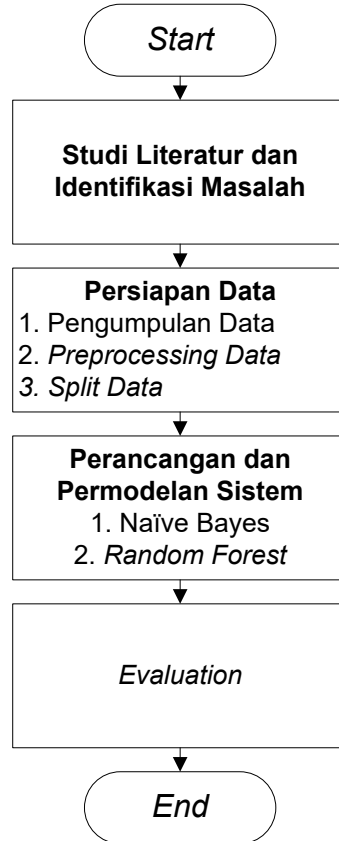 Start
Studi Literatur dan
Identifikasi Masalah
Persiapan Data
1. Pengumpulan Data
2. Preprocessing Data
3. Split Data
Perancangan dan
Permodelan Sistem
1. Naïve Bayes
2. Random Forest
Evaluation
End